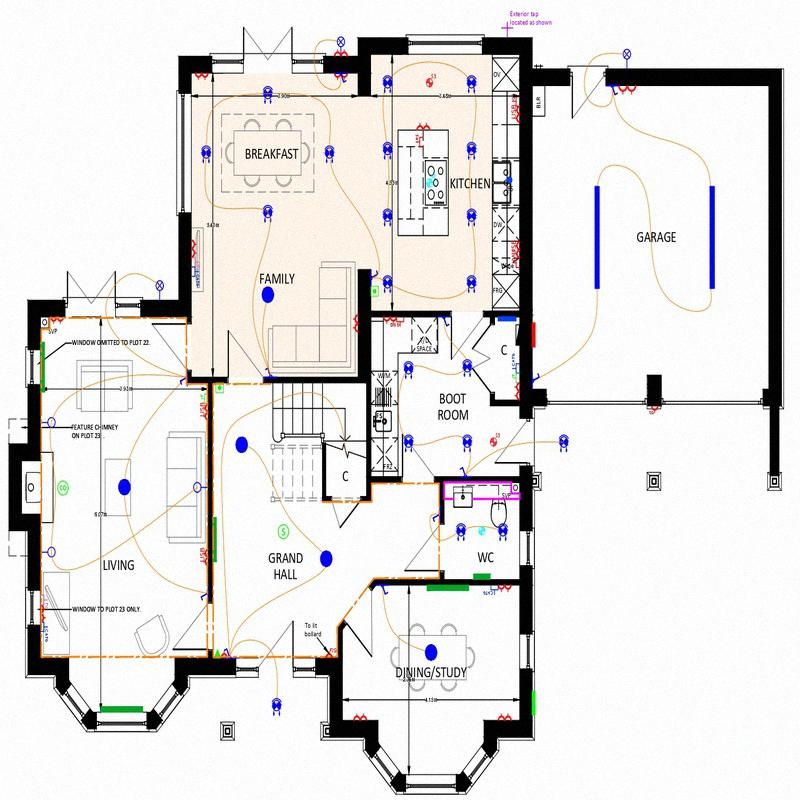 Exterior tap
located as shown
OV
BLR
BREAKFAST
KITCHEN
DW
GARAGE
FAMILY
FRG
SVP
WINDOW OMITTED TO PLOT 22.
T/D
SPACE
C
W/M
BOOT
ROOM
FEATURE CHIMNEY
ON PLOT 23
FRZ
C
SVP
S
GRAND
HALL
WC
LIVING
WINDOW TO PLOT 23 ONLY.
To lit
bollard
DINING/STUDY